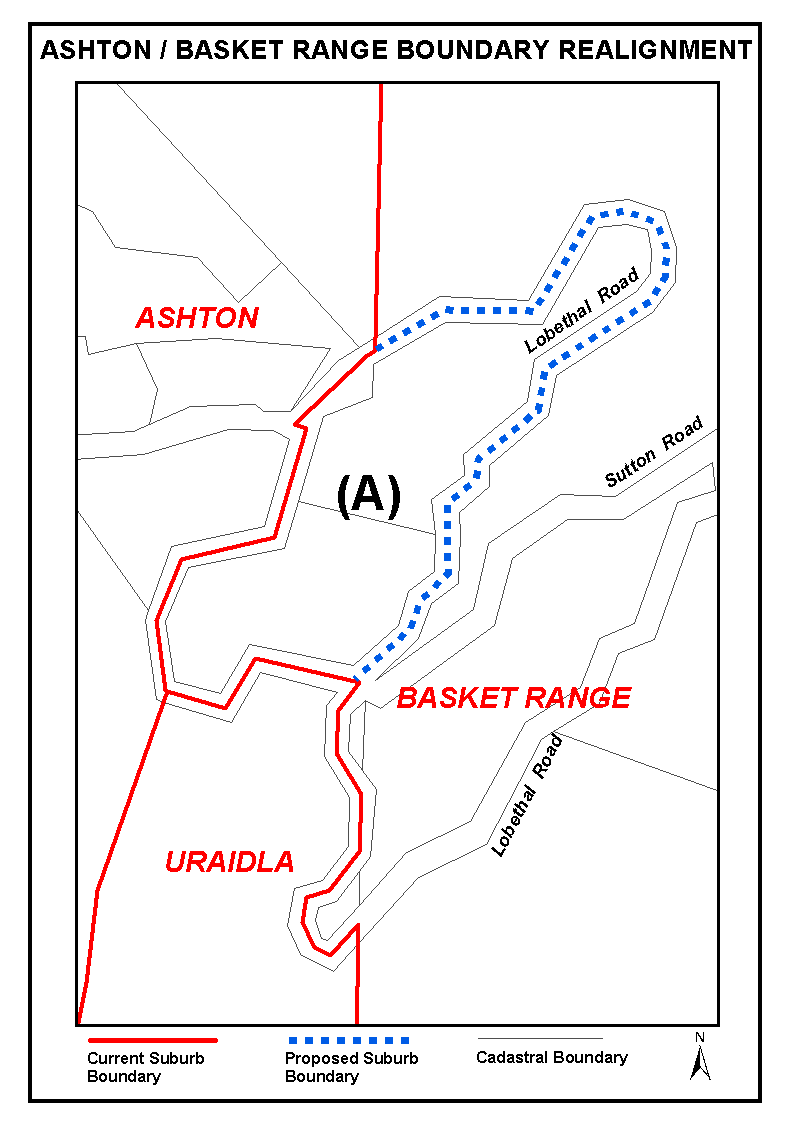 ASHTON / BASKET RANGE BOUNDARY REALIGNMENT
Lobethal Road
ASHTON
Sutton Road
(A)
BASKET RANGE
Lobethal Road
URAIDLA
Current Suburb
Boundary
Proposed Suburb
Boundary
Cadastral Boundary
N